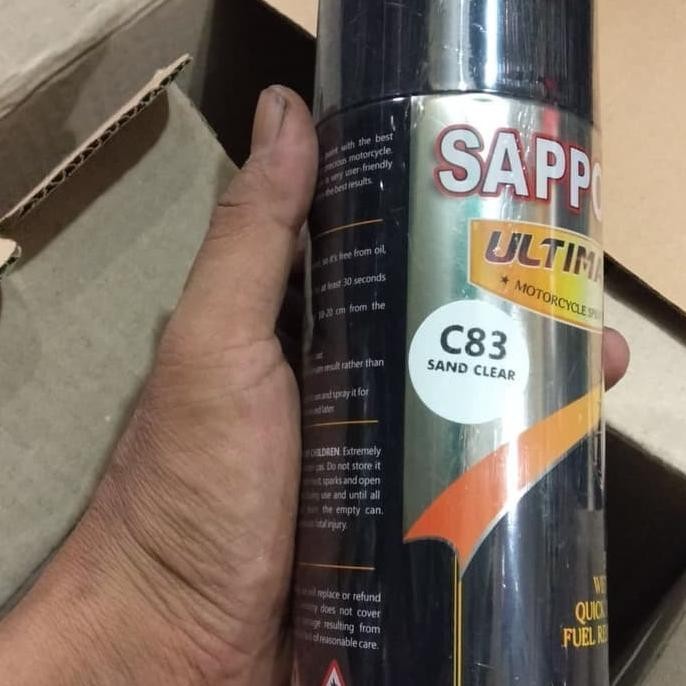 paint with the best
precious motorcycle.
is very user-friendly
the best results.
so it's free from oil,
at least 30 seconds
10-20 cm from the
result rather than
and spray it for
later
CHILDREN. Extremely
gas. Do not store it
sparks and open
use and until all
the empty can.
fatal injury.
will replace or refund
does not cover
resulting from
of reasonable care.
SAPPO
ULTIMA
MOTORCYCLE
C83
SAND CLEAR
QUICK
FUEL